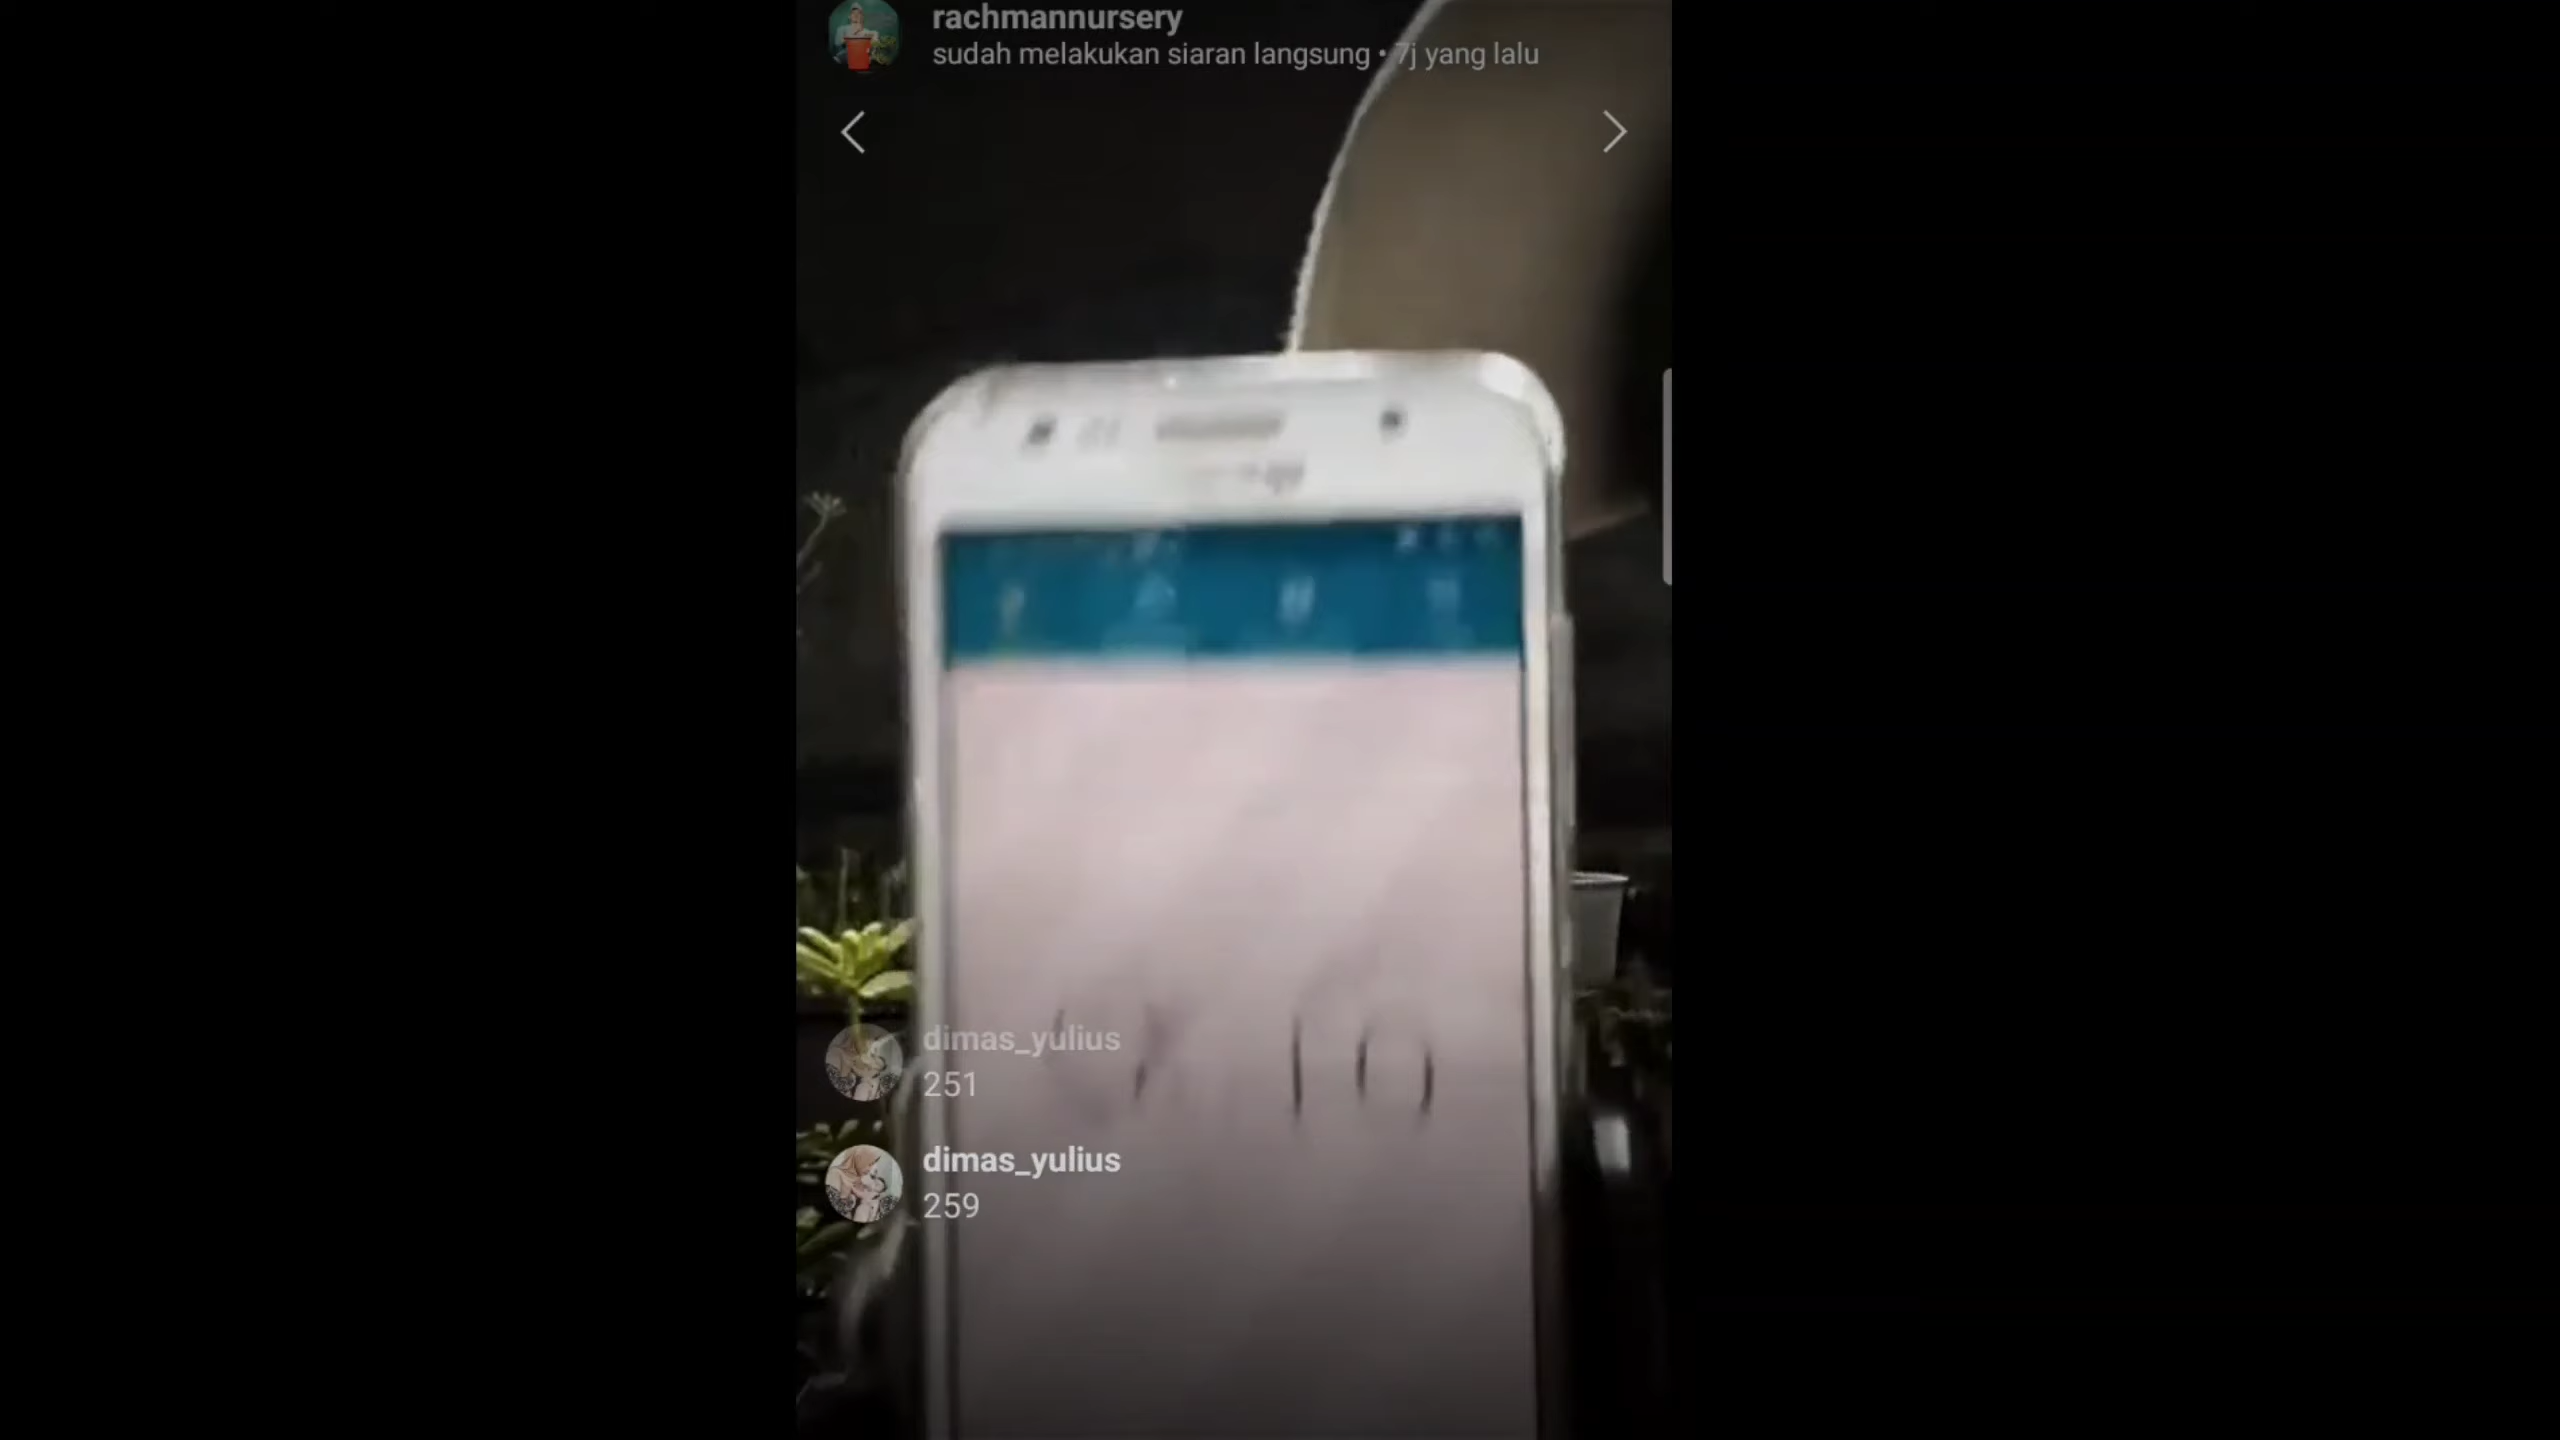 rachmannursery
sudah melakukan siaran langsung • 7j yang lalu
dimas_yulius
251
dimas_yulius
259